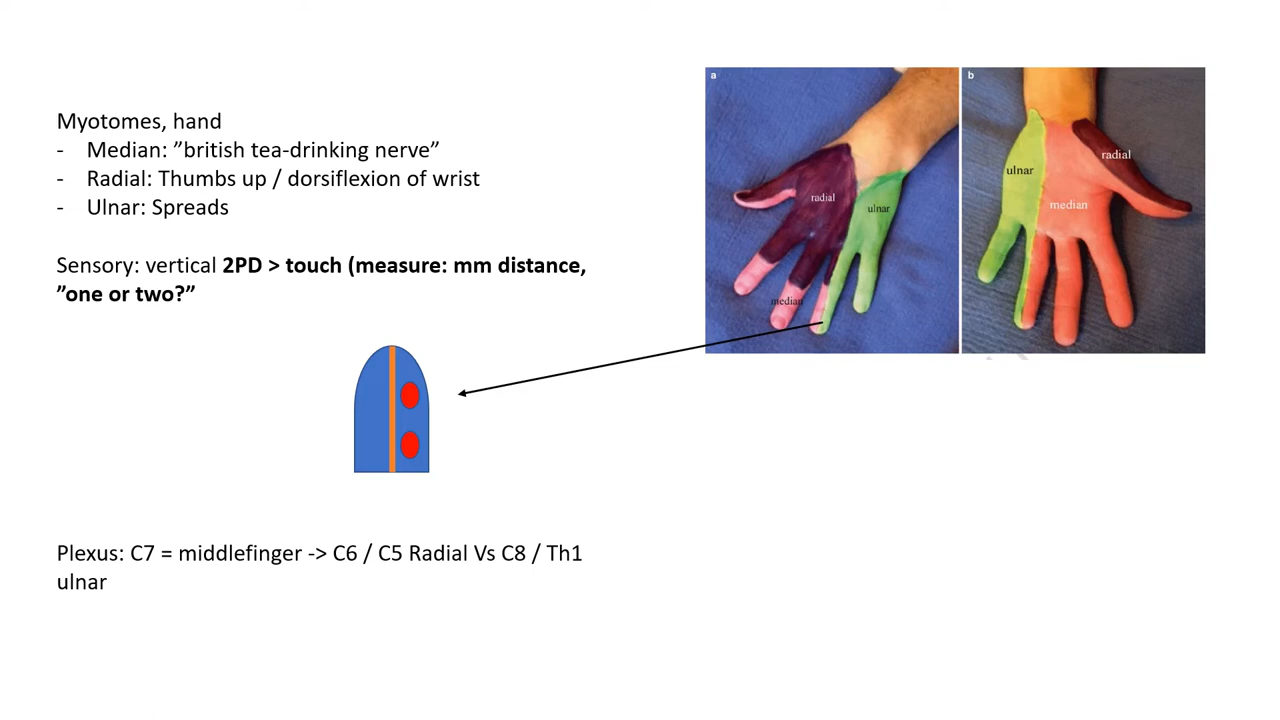 Myotomes, hand
- Median: ”british tea-drinking nerve”
- Radial: Thumbs up / dorsiflexion of wrist
- Ulnar: Spreads
Sensory: vertical 2PD > touch (measure: mm distance,
”one or two?”
Plexus: C7 = middlefinger -> C6 / C5 Radial Vs C8 / Th1
ulnar
a
radial
ulnar
median
b
radial
ulnar
median